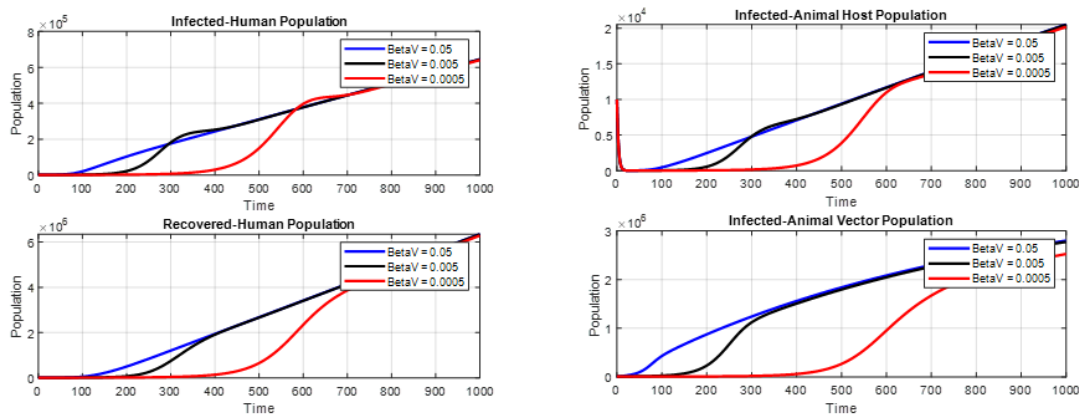 Infected-Human Population
×10^5
8
6
4
2
0
Population
BetaV = 0.05
BetaV = 0.005
BetaV = 0.0005
0 100 200 300 400 500 600 700 800 900 1000
Time
Infected-Animal Host Population
×10^4
2
1.5
1
0.5
0
Population
BetaV = 0.05
BetaV = 0.005
BetaV = 0.0005
0 100 200 300 400 500 600 700 800 900 1000
Time
Recovered-Human Population
×10^6
6
4
2
0
Population
BetaV = 0.05
BetaV = 0.005
BetaV = 0.0005
0 100 200 300 400 500 600 700 800 900 1000
Time
Infected-Animal Vector Population
×10^6
3
2
1
0
Population
BetaV = 0.05
BetaV = 0.005
BetaV = 0.0005
0 100 200 300 400 500 600 700 800 900 1000
Time